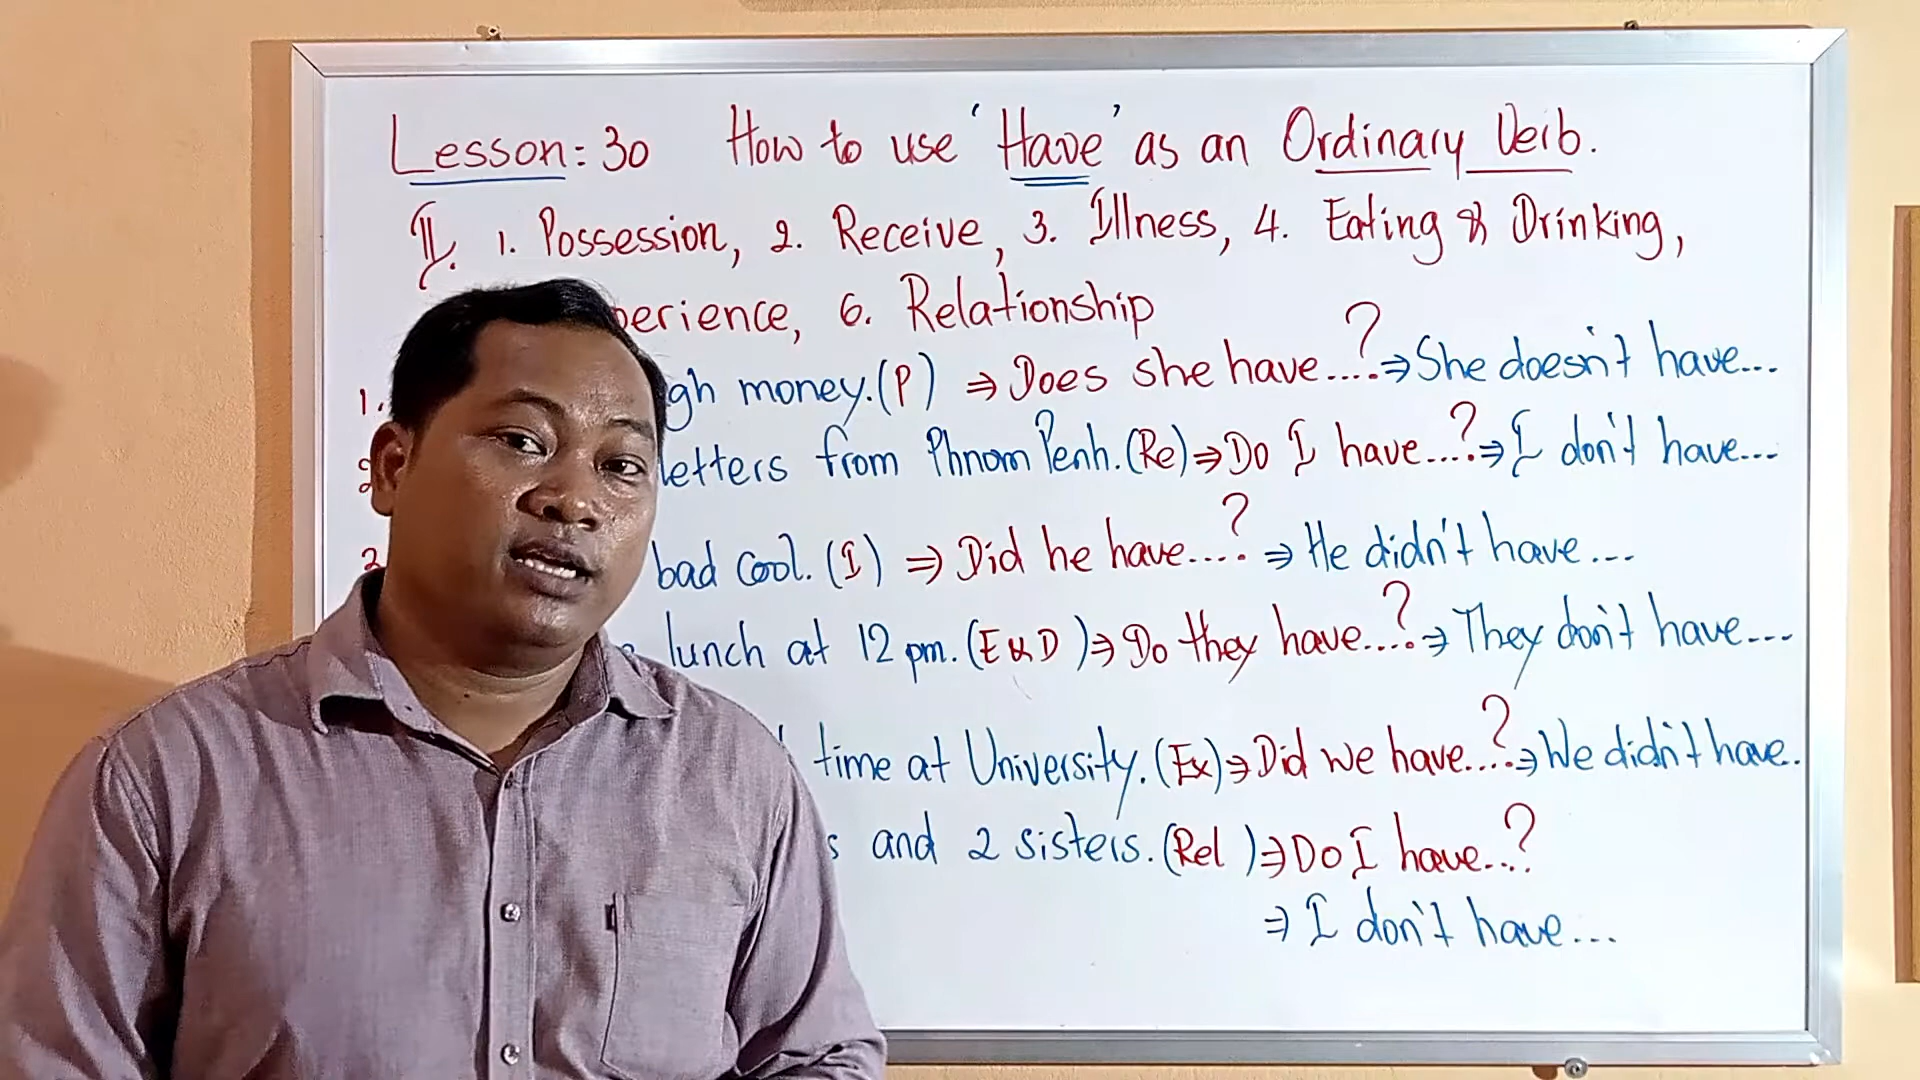 Lesson: 30 How to use 'Have' as an Ordinary Verb.
II. 1. Possession, 2. Receive, 3. Illness, 4. Eating & Drinking,
perience, 6. Relationship
1. gh money. (P) ⇒ Does she have....? ⇒ She doesn't have...
letters from Phnom Penh. (Re) ⇒ Do I have....? ⇒ I don't have...
bad cool. (I) ⇒ Did he have....? ⇒ He didn't have...
lunch at 12 pm. (E & D) ⇒ Do they have....? ⇒ They don't have...
time at University. (Ex) ⇒ Did we have....? ⇒ We didn't have.
s and 2 sisters. (Rel) ⇒ Do I have...?
⇒ I don't have...